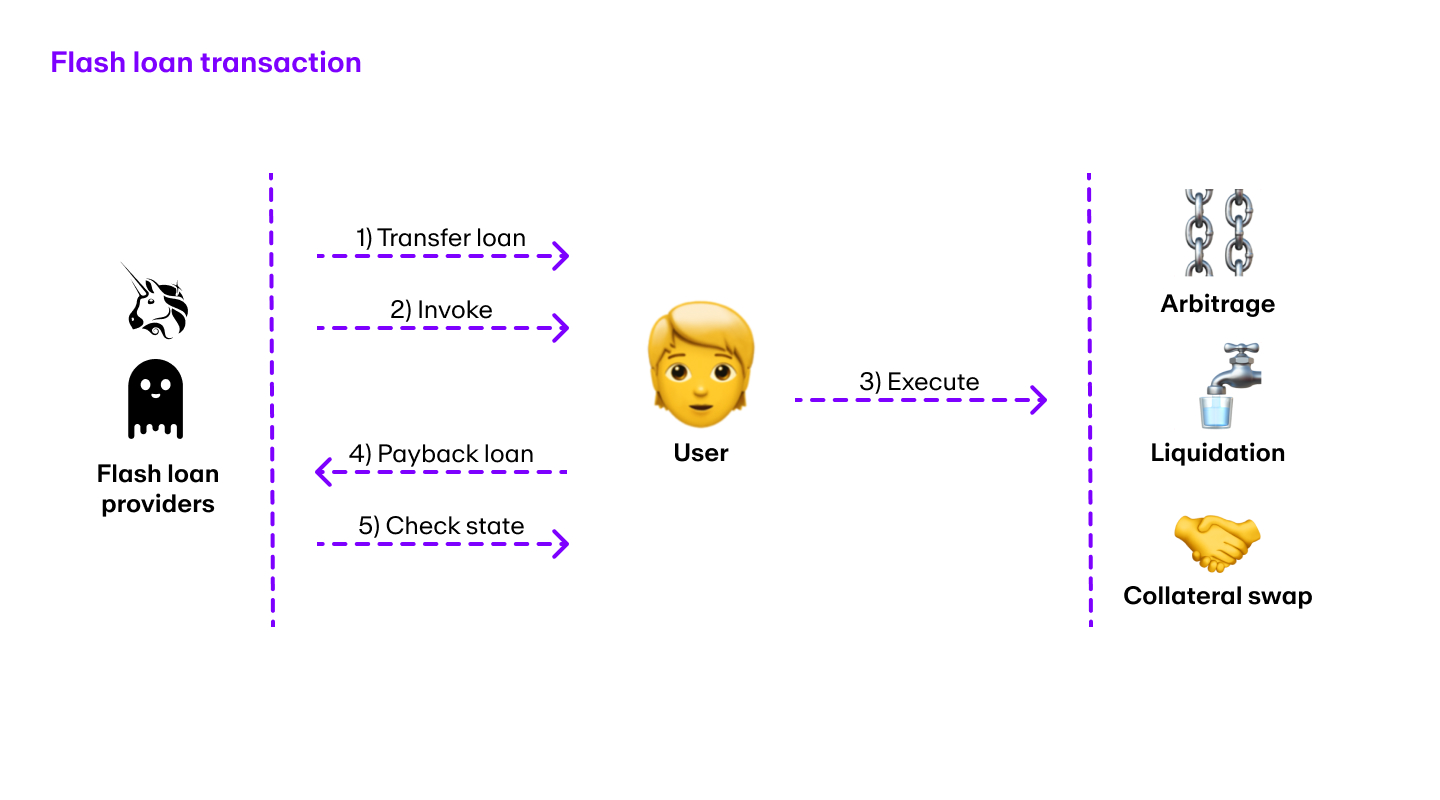 Flash loan transaction
1) Transfer loan
2) Invoke
3) Execute
4) Payback loan
5) Check state
Flash loan
providers
User
Arbitrage
Liquidation
Collateral swap